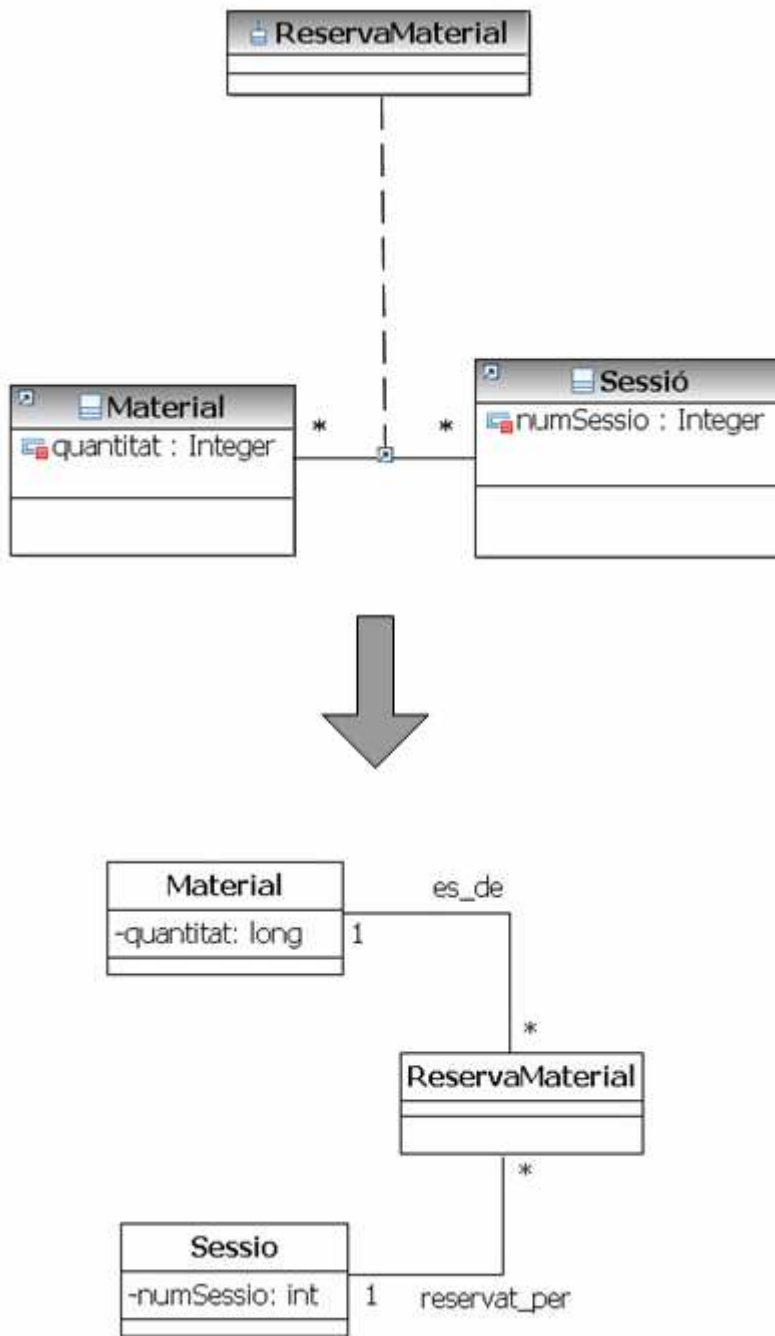 ReservaMaterial
Material
quantitat : Integer
*
*
Sessió
numSessio : Integer
Material
-quantitat: long
1
es_de
*
ReservaMaterial
*
Sessio
-numSessio: int
1
reservat_per